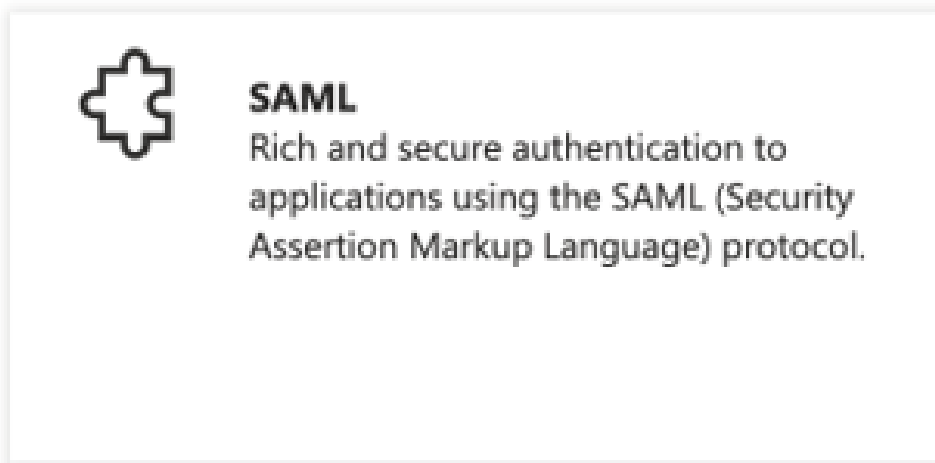 SAML
Rich and secure authentication to
applications using the SAML (Security
Assertion Markup Language) protocol.